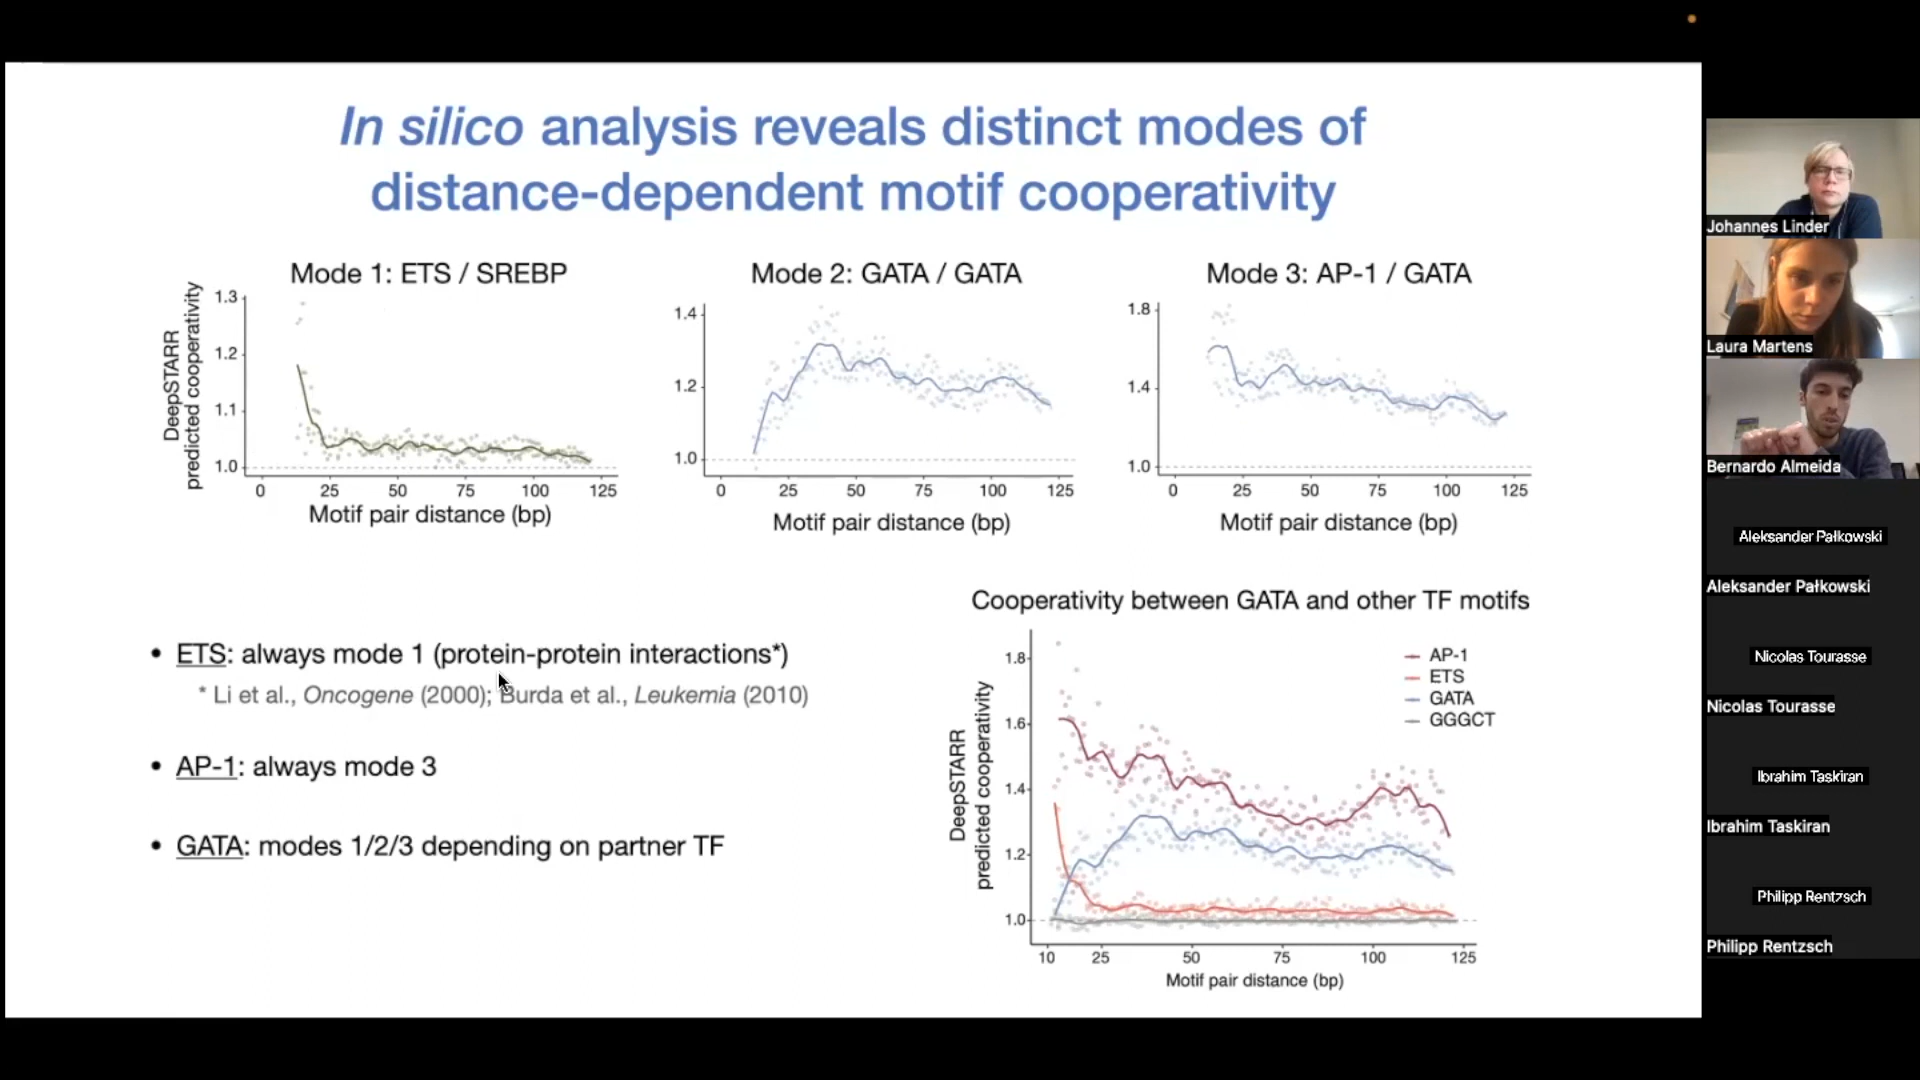 In silico analysis reveals distinct modes of
distance-dependent motif cooperativity
Mode 1: ETS / SREBP
DeepSTARR
predicted cooperativity
1.3
1.2
1.1
1.0
0 25 50 75 100 125
Motif pair distance (bp)
Mode 2: GATA / GATA
1.4
1.2
1.0
0 25 50 75 100 125
Motif pair distance (bp)
Mode 3: AP-1 / GATA
1.8
1.4
1.0
0 25 50 75 100 125
Motif pair distance (bp)
• ETS: always mode 1 (protein-protein interactions*)
* Li et al., Oncogene (2000); Burda et al., Leukemia (2010)
• AP-1: always mode 3
• GATA: modes 1/2/3 depending on partner TF
Cooperativity between GATA and other TF motifs
DeepSTARR
predicted cooperativity
1.8
1.6
1.4
1.2
1.0
AP-1
ETS
GATA
GGGCT
10 25 50 75 100 125
Motif pair distance (bp)
Johannes Linder
Laura Martens
Bernardo Almeida
Aleksander Pałkowski
Aleksander Pałkowski
Nicolas Tourasse
Nicolas Tourasse
Ibrahim Taskiran
Ibrahim Taskiran
Philipp Rentzsch
Philipp Rentzsch